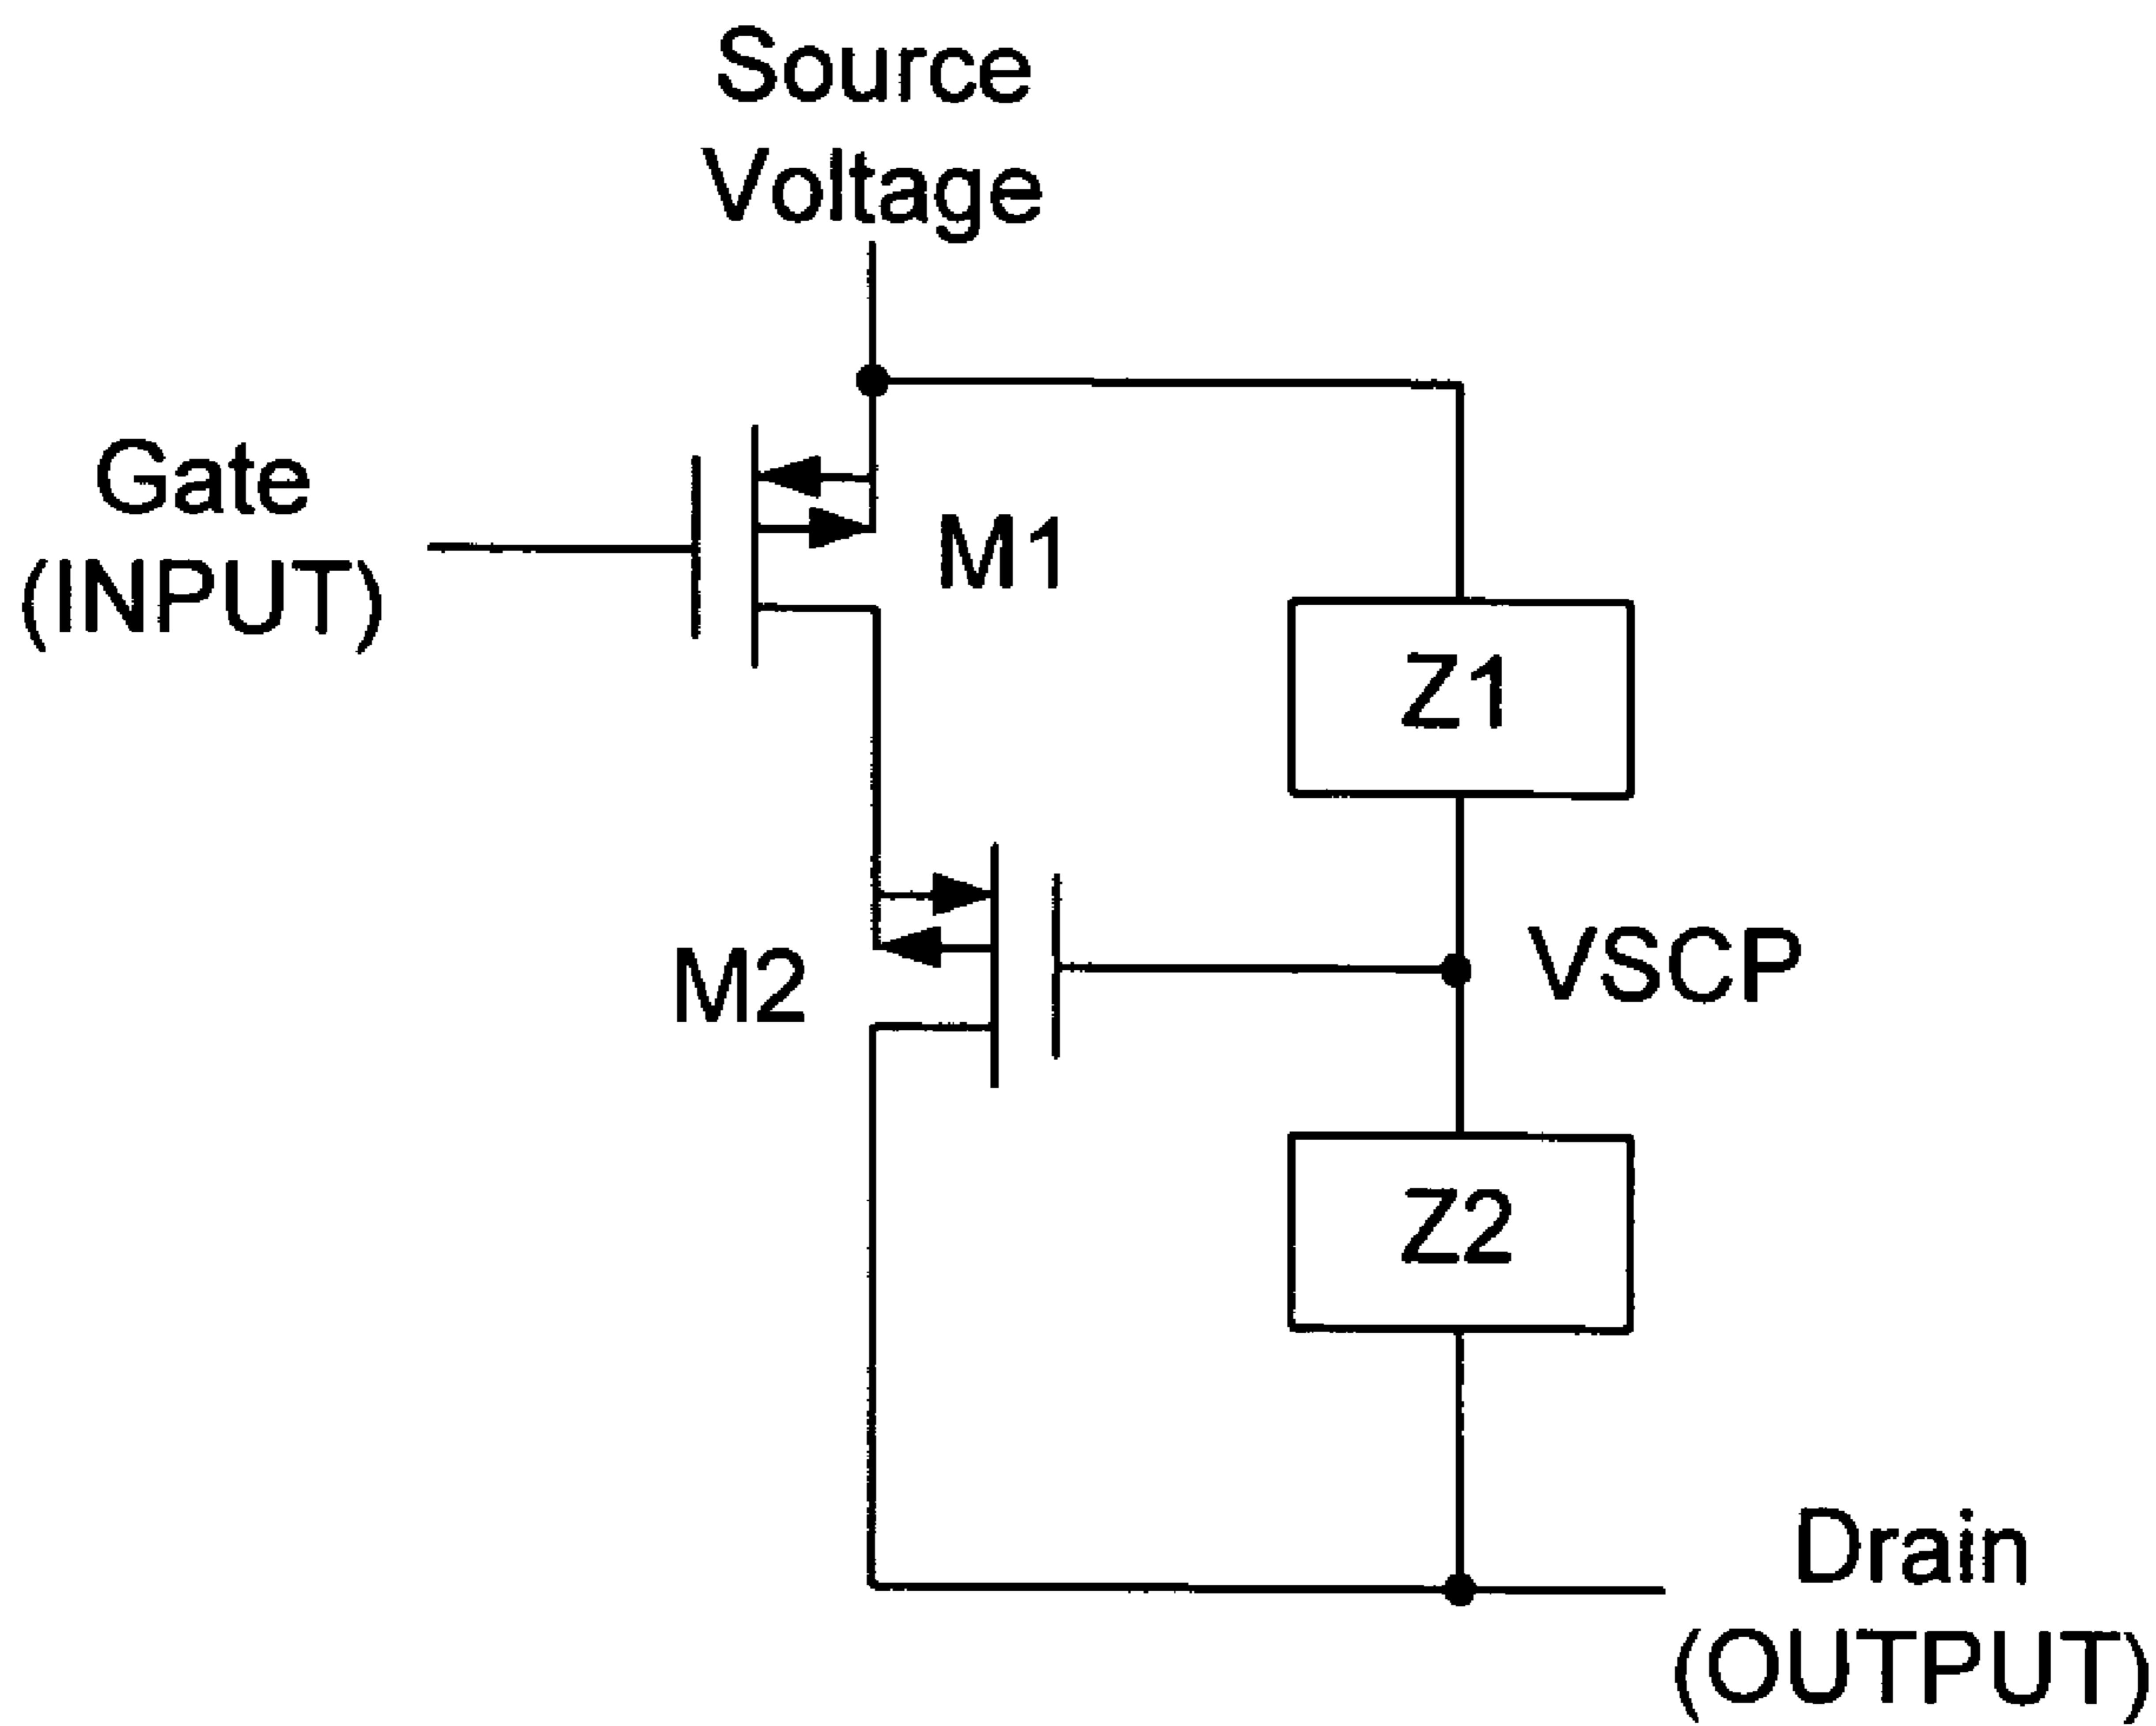 Source
Voltage
Gate
(INPUT)
M1
Z1
M2
VSCP
Z2
Drain
(OUTPUT)